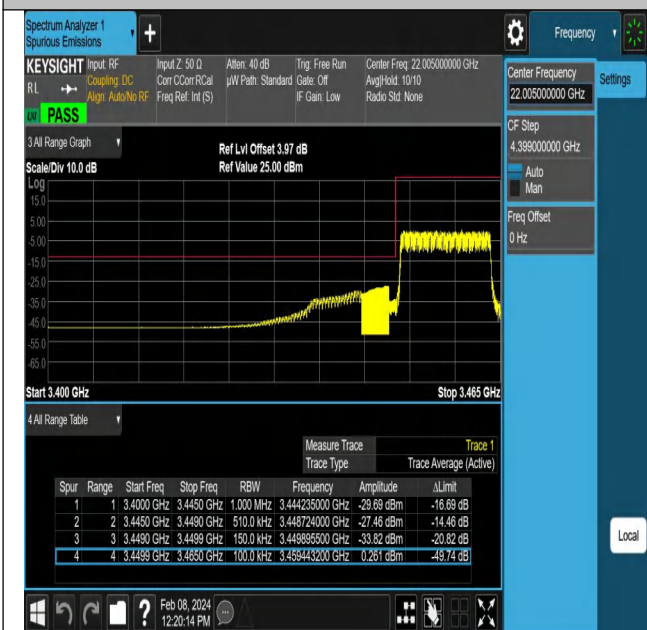 Spectrum Analyzer 1
Spurious Emissions
+
Frequency
KEYSIGHT
RL
Input: RF
Coupling: DC
Align: Auto/No RF
Input Z: 50 Ω
Corr CCorr RCal
Freq Ref: Int (S)
Atten: 40 dB
µW Path: Standard
Trig: Free Run
Gate: Off
IF Gain: Low
Center Freq: 22.005000000 GHz
Avg|Hold: 10/10
Radio Std: None
PASS
3 All Range Graph
Scale/Div 10.0 dB
Ref Lvl Offset 3.97 dB
Ref Value 25.00 dBm
Log
15.0
5.00
-5.00
-15.0
-25.0
-35.0
-45.0
-55.0
-65.0
Start 3.400 GHz
Stop 3.465 GHz
4 All Range Table
Measure Trace Trace 1
Trace Type Trace Average (Active)
Spur Range Start Freq Stop Freq RBW Frequency Amplitude ΔLimit
1 1 3.4000 GHz 3.4450 GHz 1.000 MHz 3.444235000 GHz -29.69 dBm -16.69 dB
2 2 3.4450 GHz 3.4490 GHz 510.0 kHz 3.448724000 GHz -27.46 dBm -14.46 dB
3 3 3.4490 GHz 3.4499 GHz 150.0 kHz 3.449895500 GHz -33.82 dBm -20.82 dB
4 4 3.4499 GHz 3.4650 GHz 100.0 kHz 3.459443200 GHz 0.261 dBm -49.74 dB
Center Frequency
22.005000000 GHz
Settings
CF Step
4.399000000 GHz
Auto
Man
Freq Offset
0 Hz
Local
?
Feb 08, 2024
12:20:14 PM